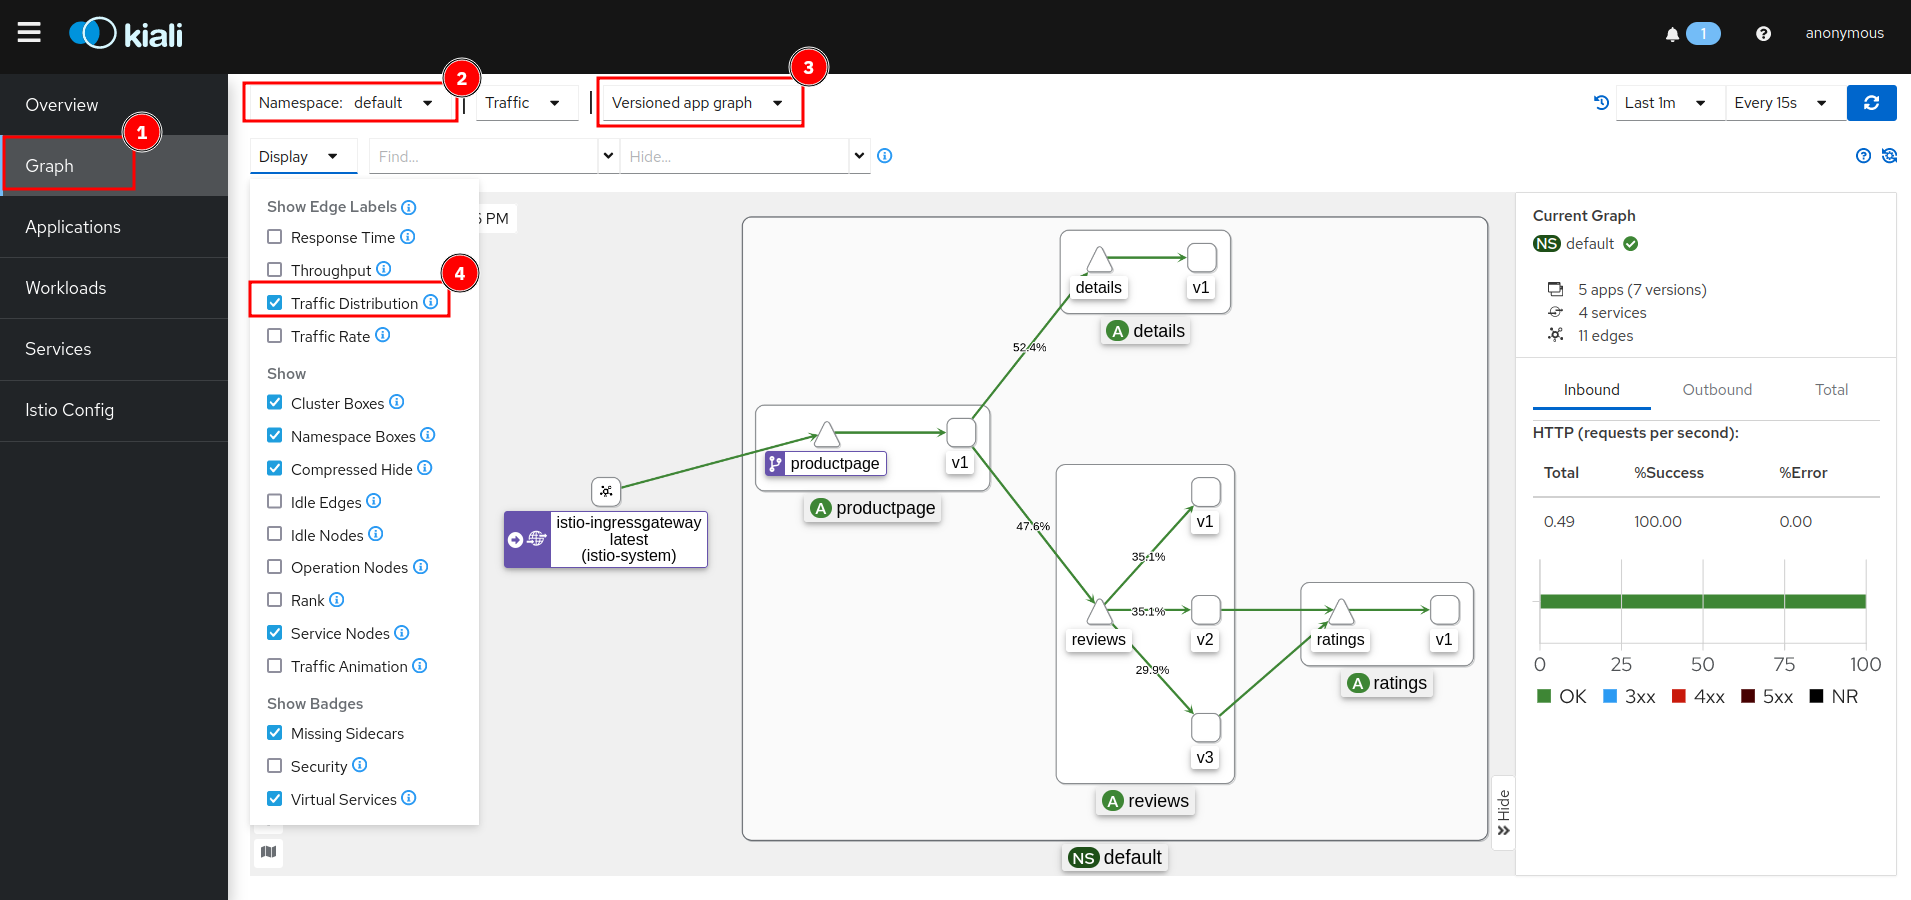 kiali
1
anonymous
Overview
Graph
Applications
Workloads
Services
Istio Config
1
2
3
4
Namespace: default
Traffic
Versioned app graph
Last 1m
Every 15s
Display
Find...
Hide...
PM
Show Edge Labels
Response Time
Throughput
Traffic Distribution
Traffic Rate
Show
Cluster Boxes
Namespace Boxes
Compressed Hide
Idle Edges
Idle Nodes
Operation Nodes
Rank
Service Nodes
Traffic Animation
Show Badges
Missing Sidecars
Security
Virtual Services
istio-ingressgateway
latest
(istio-system)
productpage
v1
A productpage
52.4%
47.6%
details
v1
A details
reviews
35.1%
35.1%
29.9%
v1
v2
v3
A reviews
ratings
v1
A ratings
NS default
Hide
Current Graph
NS default
5 apps (7 versions)
4 services
11 edges
Inbound Outbound Total
HTTP (requests per second):
Total %Success %Error
0.49 100.00 0.00
0 25 50 75 100
OK 3xx 4xx 5xx NR